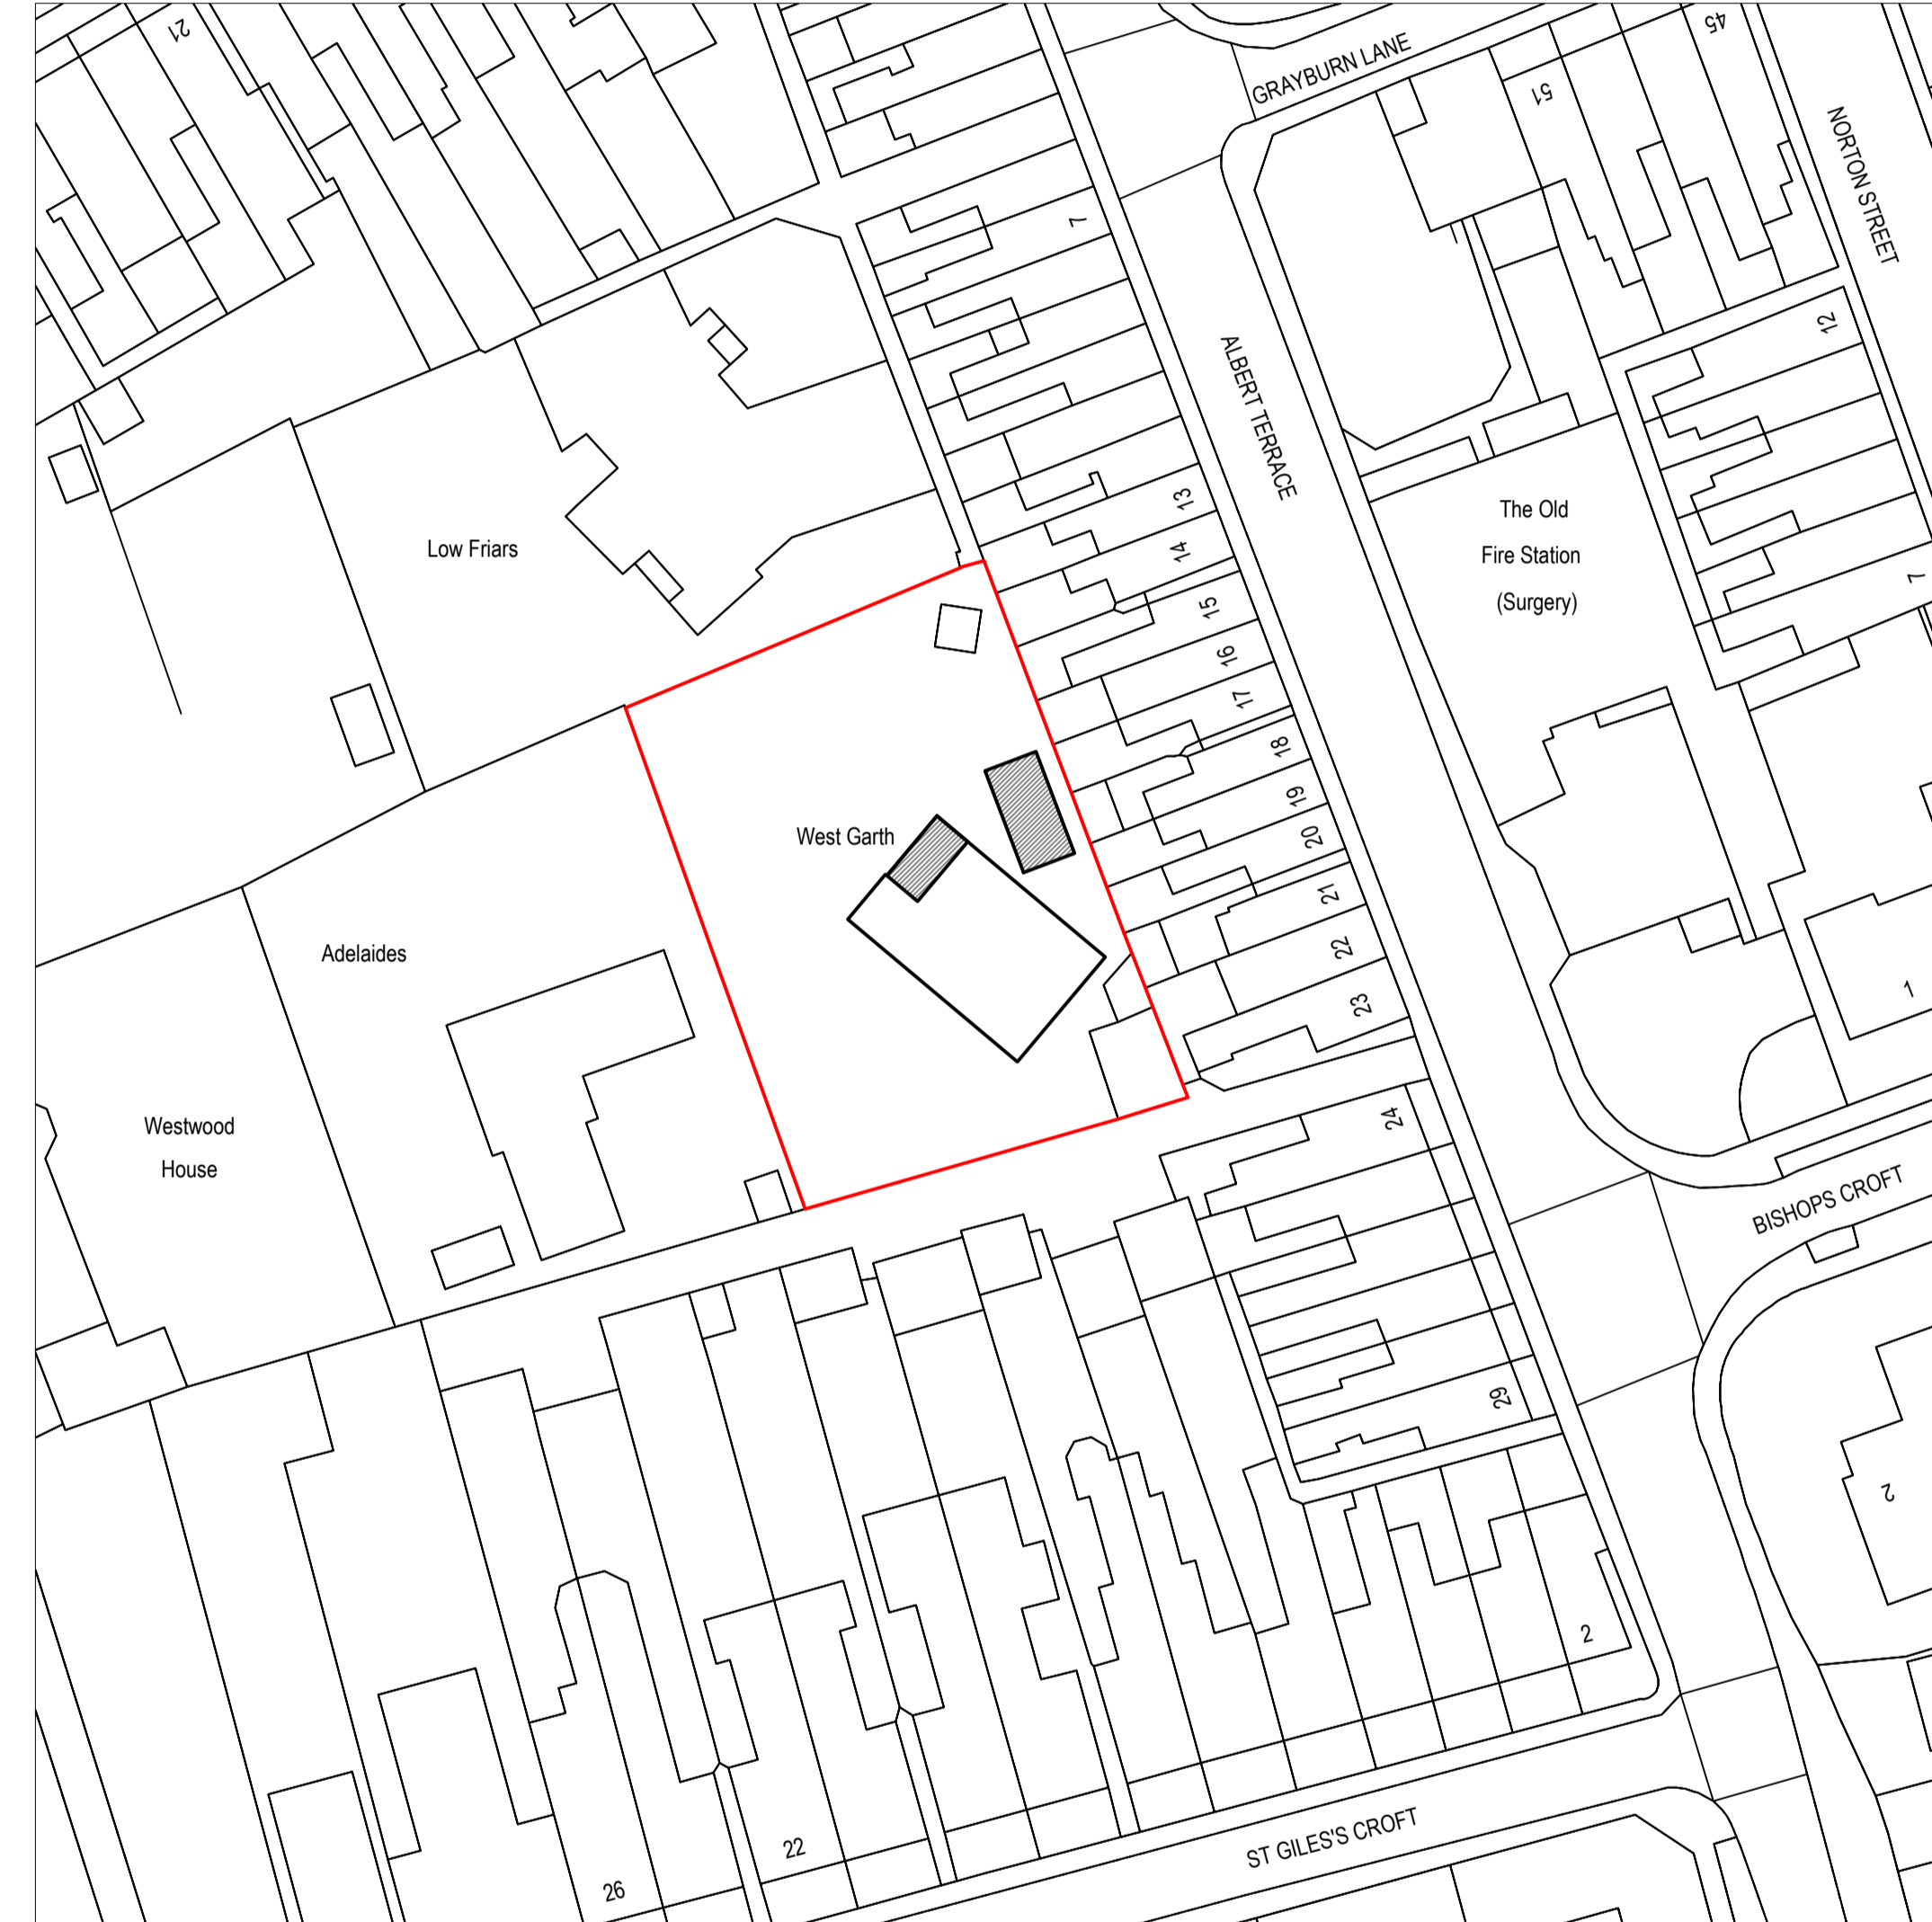 21
GRAYBURN LANE
45
51
NORTON STREET
7
12
ALBERT TERRACE
13
The Old
Fire Station
(Surgery)
Low Friars
14
7
15
16
17
18
19
20
West Garth
21
22
Adelaides
23
1
Westwood
House
24
BISHOPS CROFT
29
2
2
22
ST GILES'S CROFT
26